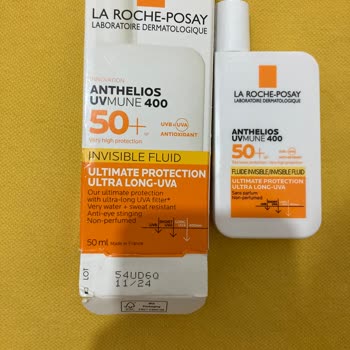 LA ROCHE-POSAY
LABORATOIRE DERMATOLOGIQUE
INNOVATION
ANTHELIOS
UVMUNE 400
50+
Very high protection
UVB+UVA
ANTIOXIDANT
INVISIBLE FLUID
ULTIMATE PROTECTION
ULTRA LONG-UVA
Our ultimate protection
with ultra-long UVA filter*
Very water + sweat resistant
Anti-eye stinging
Non-perfumed
50 ml Made in France
LOT
54UD6Q
11/24
LA ROCHE-POSAY
LABORATOIRE DERMATOLOGIQUE
ANTHELIOS
UVMUNE 400
50+
FLUIDE INVISIBLE/INVISIBLE FLUID
ULTIMATE PROTECTION
ULTRA LONG-UVA
Sans parfum
Non-perfumed